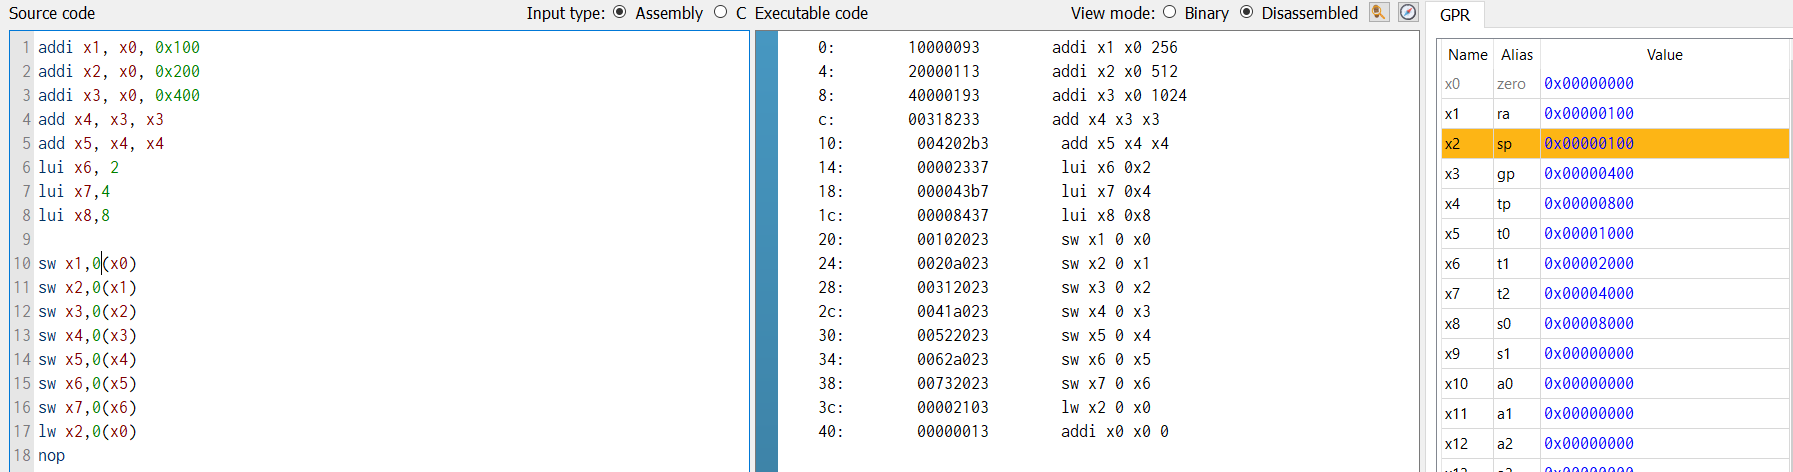 Source code Input type: Assembly C Executable code View mode: Binary Disassembled GPR
1 addi x1, x0, 0x100
2 addi x2, x0, 0x200
3 addi x3, x0, 0x400
4 add x4, x3, x3
5 add x5, x4, x4
6 lui x6, 2
7 lui x7,4
8 lui x8,8
9
10 sw x1,0(x0)
11 sw x2,0(x1)
12 sw x3,0(x2)
13 sw x4,0(x3)
14 sw x5,0(x4)
15 sw x6,0(x5)
16 sw x7,0(x6)
17 lw x2,0(x0)
18 nop
0: 10000093 addi x1 x0 256
4: 20000113 addi x2 x0 512
8: 40000193 addi x3 x0 1024
c: 00318233 add x4 x3 x3
10: 004202b3 add x5 x4 x4
14: 00002337 lui x6 0x2
18: 000043b7 lui x7 0x4
1c: 00008437 lui x8 0x8
20: 00102023 sw x1 0 x0
24: 0020a023 sw x2 0 x1
28: 00312023 sw x3 0 x2
2c: 0041a023 sw x4 0 x3
30: 00522023 sw x5 0 x4
34: 0062a023 sw x6 0 x5
38: 00732023 sw x7 0 x6
3c: 00002103 lw x2 0 x0
40: 00000013 addi x0 x0 0
Name Alias Value
x0 zero 0x00000000
x1 ra 0x00000100
x2 sp 0x00000100
x3 gp 0x00000400
x4 tp 0x00000800
x5 t0 0x00001000
x6 t1 0x00002000
x7 t2 0x00004000
x8 s0 0x00008000
x9 s1 0x00000000
x10 a0 0x00000000
x11 a1 0x00000000
x12 a2 0x00000000